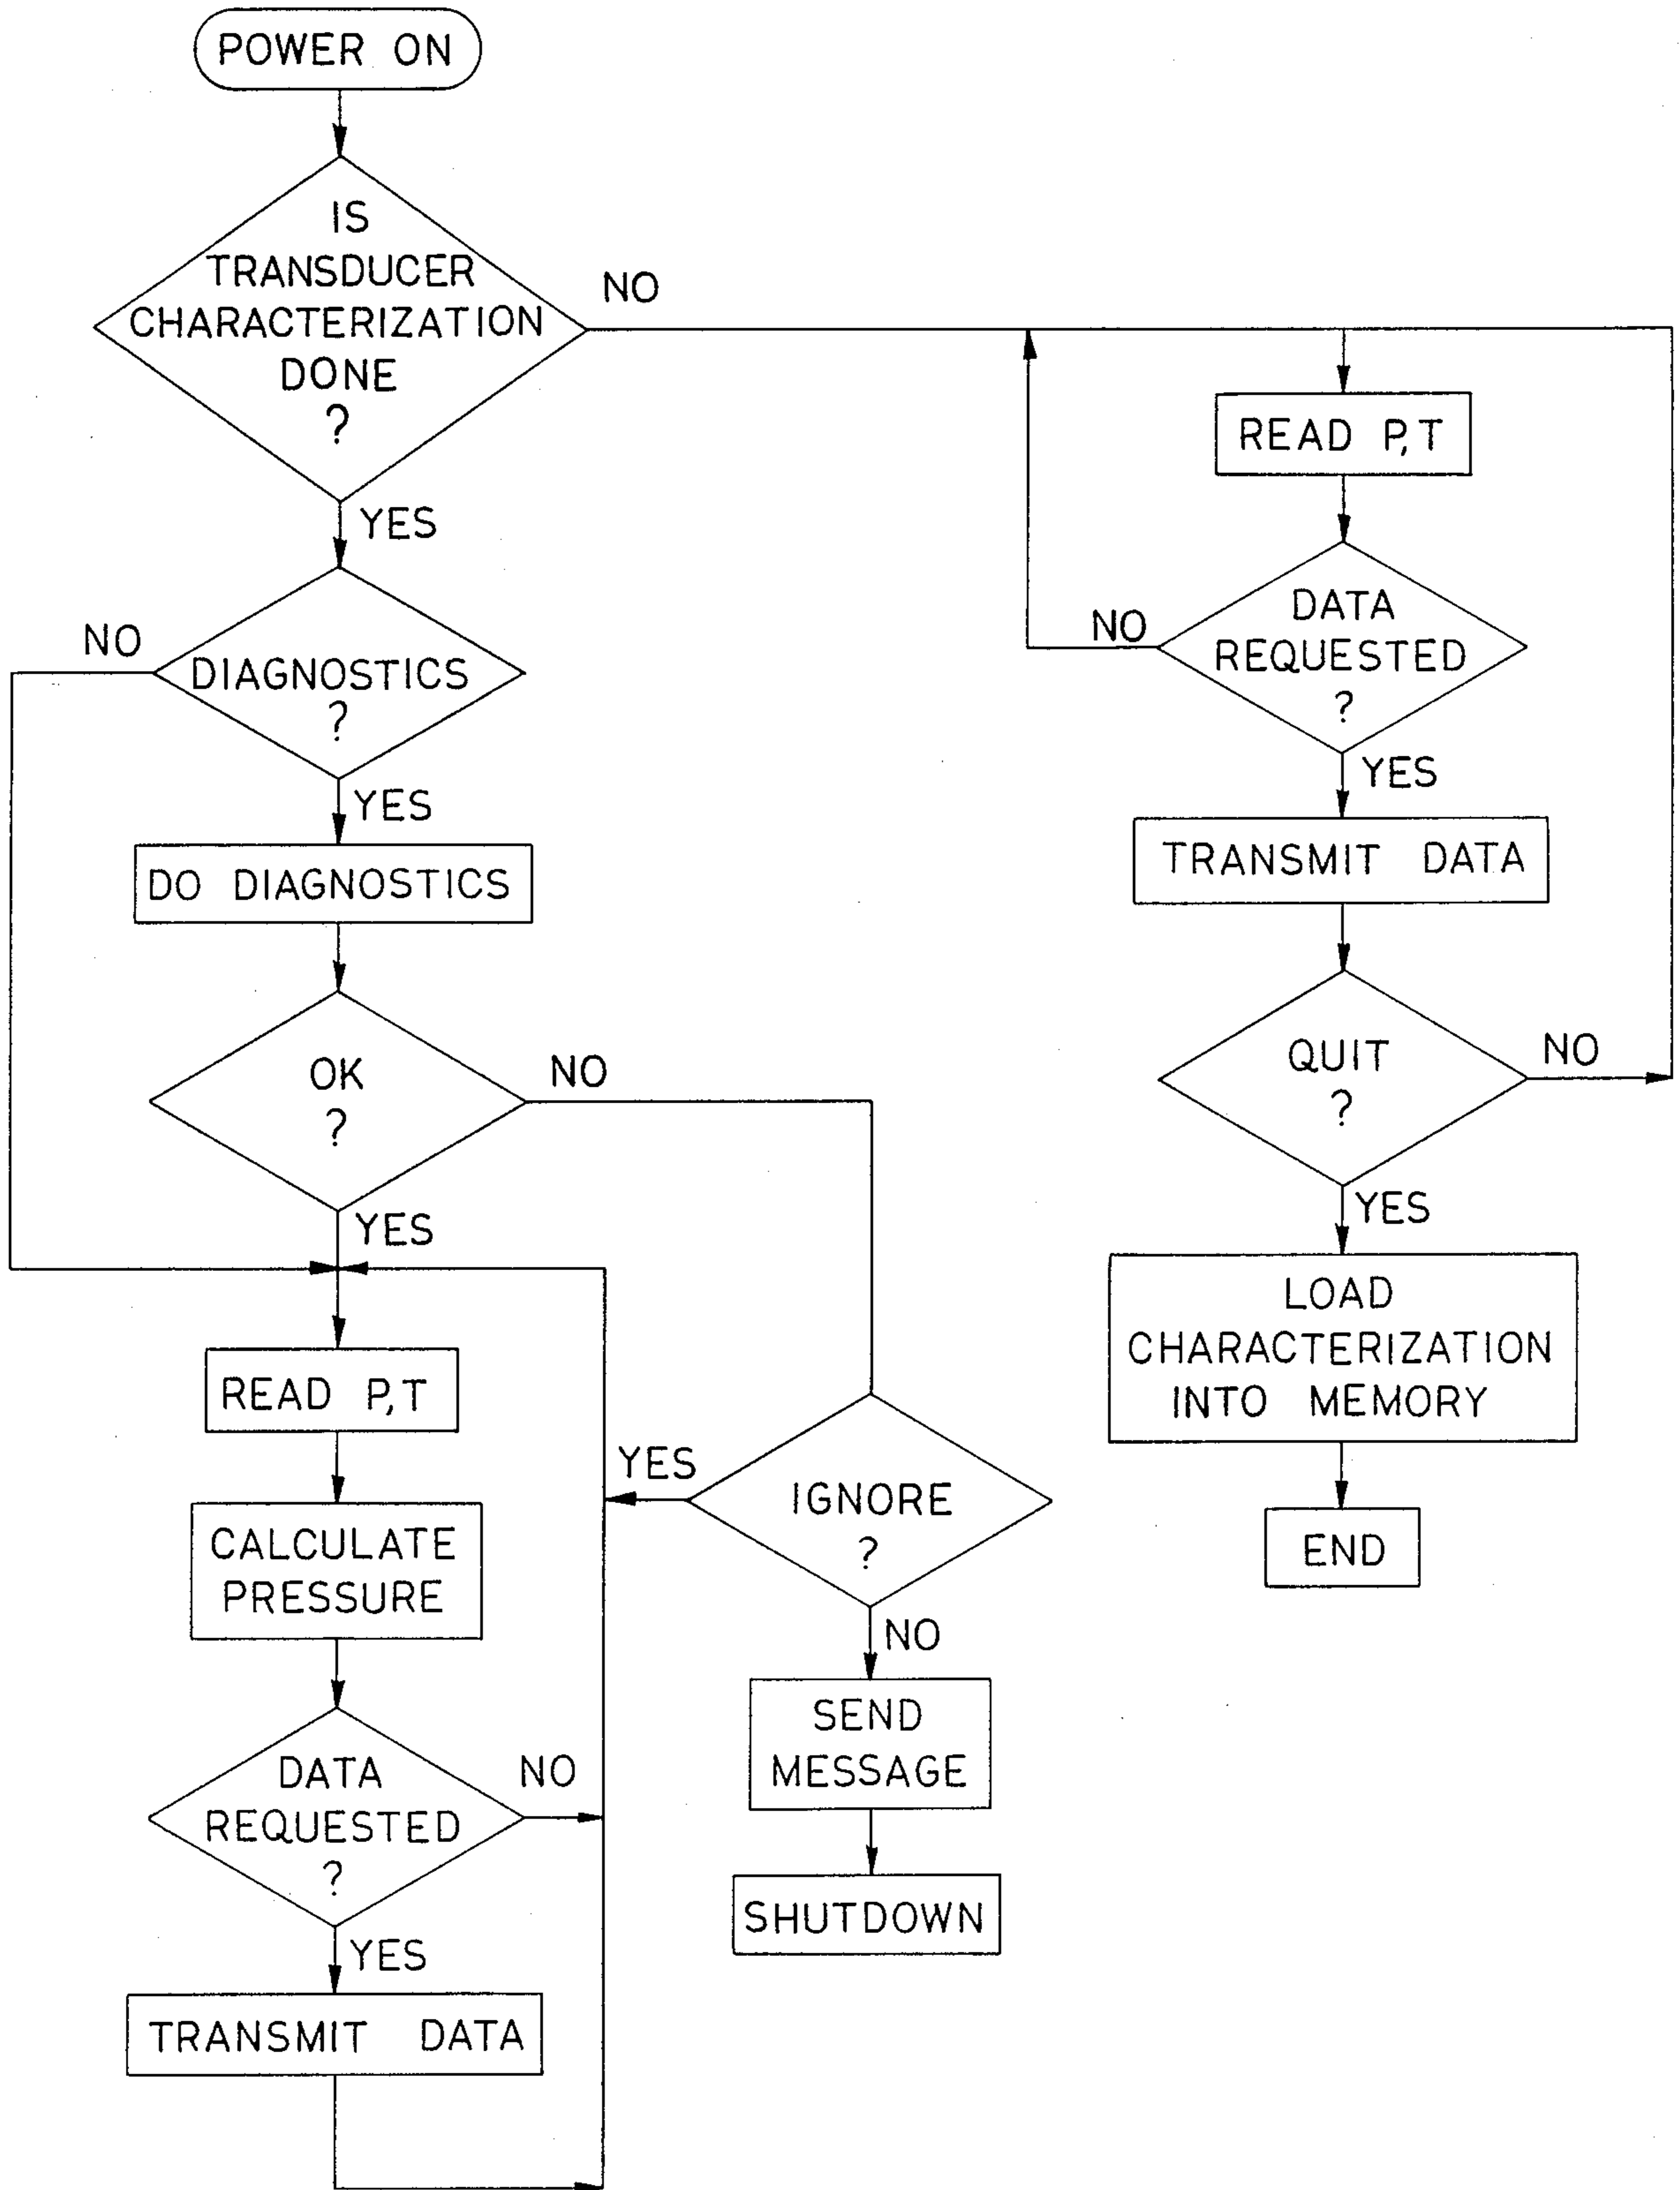 POWER ON
IS
TRANSDUCER
CHARACTERIZATION
DONE
?
NO
YES
READ P,T
DATA
REQUESTED
?
NO
YES
TRANSMIT DATA
QUIT
?
NO
YES
LOAD
CHARACTERIZATION
INTO MEMORY
END
DIAGNOSTICS
?
NO
YES
DO DIAGNOSTICS
OK
?
NO
YES
READ P,T
CALCULATE
PRESSURE
DATA
REQUESTED
?
NO
YES
TRANSMIT DATA
IGNORE
?
YES
NO
SEND
MESSAGE
SHUTDOWN